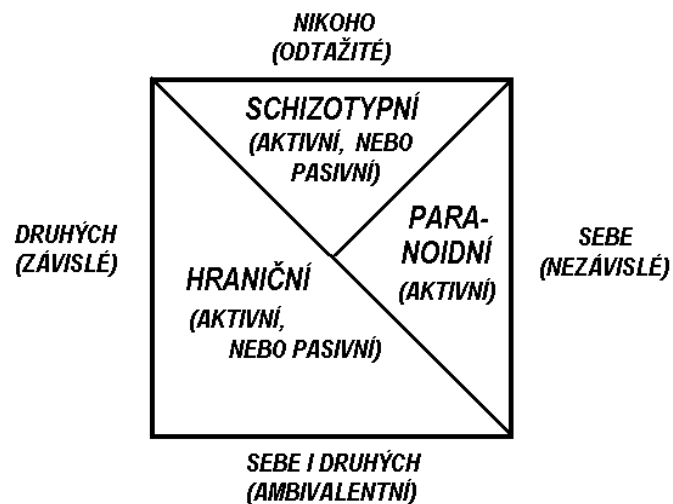 NIKOHO
(ODTAŽITÉ)
SCHIZOTYPNÍ
(AKTIVNÍ, NEBO
PASIVNÍ)
DRUHÝCH
(ZÁVISLÉ)
PARA-
NOIDNÍ
(AKTIVNÍ)
SEBE
(NEZÁVISLÉ)
HRANIČNÍ
(AKTIVNÍ,
NEBO PASIVNÍ)
SEBE I DRUHÝCH
(AMBIVALENTNÍ)